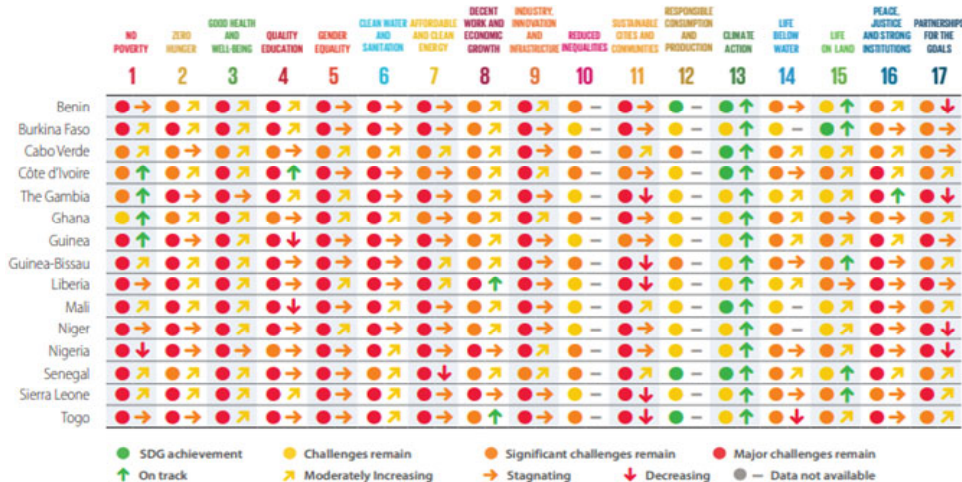 NO POVERTY
ZERO HUNGER
GOOD HEALTH AND WELL-BEING
QUALITY EDUCATION
GENDER EQUALITY
CLEAN WATER AND SANITATION
AFFORDABLE AND CLEAN ENERGY
DECENT WORK AND ECONOMIC GROWTH
INDUSTRY, INNOVATION AND INFRASTRUCTURE
REDUCED INEQUALITIES
SUSTAINABLE CITIES AND COMMUNITIES
RESPONSIBLE CONSUMPTION AND PRODUCTION
CLIMATE ACTION
LIFE BELOW WATER
LIFE ON LAND
PEACE, JUSTICE AND STRONG INSTITUTIONS
PARTNERSHIPS FOR THE GOALS
1 2 3 4 5 6 7 8 9 10 11 12 13 14 15 16 17
Benin
Burkina Faso
Cabo Verde
Côte d'Ivoire
The Gambia
Ghana
Guinea
Guinea-Bissau
Liberia
Mali
Niger
Nigeria
Senegal
Sierra Leone
Togo
SDG achievement Challenges remain Significant challenges remain Major challenges remain
On track Moderately Increasing Stagnating Decreasing Data not available